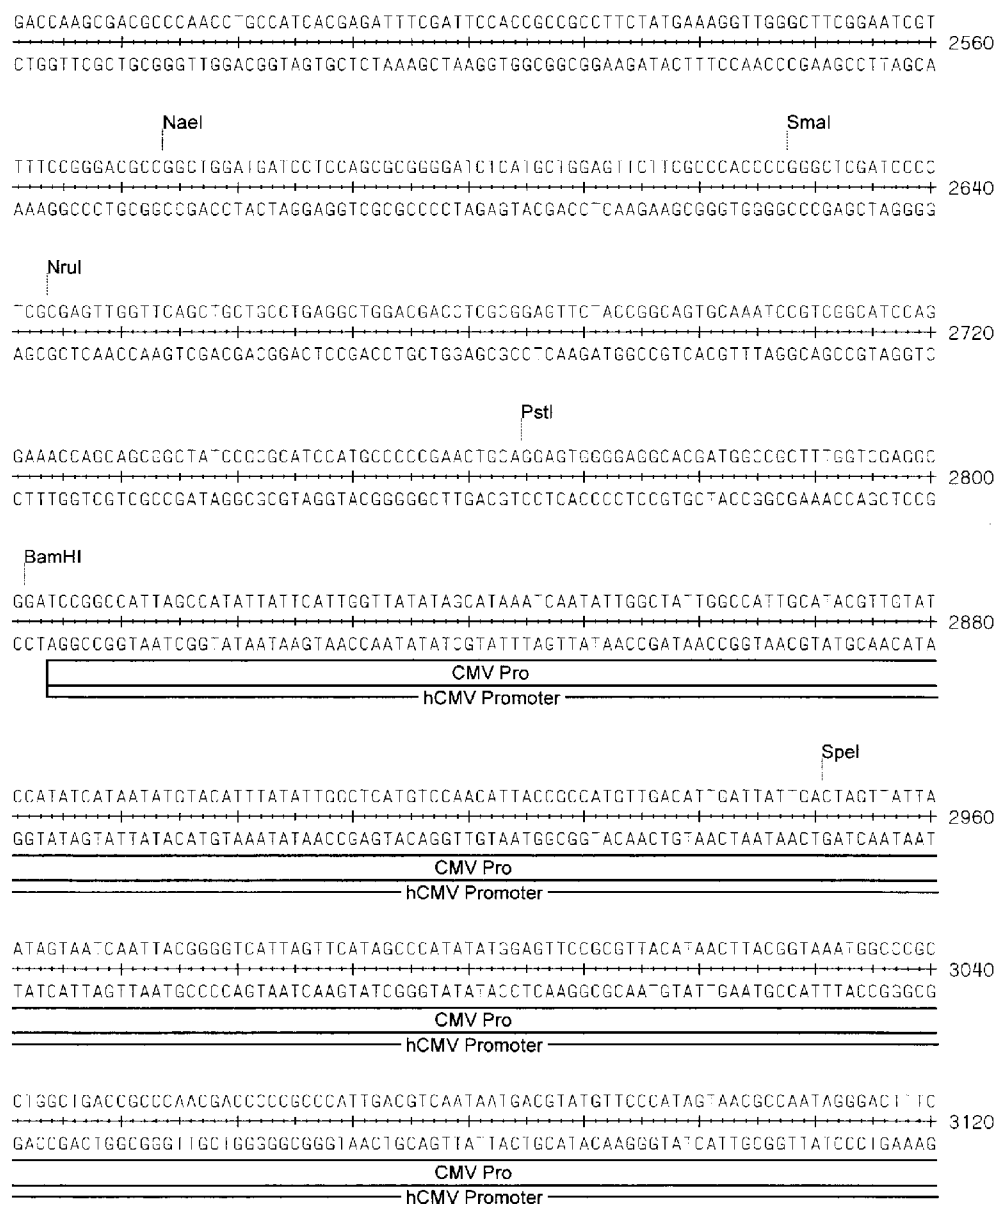 GACCAAGCGACGCCCAACCTGCCATCACGAGATTTCGATTCCACCGCCGCCTTCTATGAAAGGTTGGGCTTCGGAATCGT
2560
CTGGTTCGCTGCGGGTTGGACGGTAGTGCTCTAAAGCTAAGGTGGCGGCGGAAGATACTTTCCAACCCGAAGCCTTAGCA
NaeI SmaI
TTTCCGGGACGCCGGCTGGATGATCCTCCAGCGCGGGGATCTCATGCTGGAGTTCTTCGCCCACCCCGGGCTCGATCCCC
2640
AAAGGCCCTGCGGCCGACCTACTAGGAGGTCGCGCCCCTAGAGTACGACCTCAAGAAGCGGGTGGGGCCCGAGCTAGGGG
NruI
TCGCGAGTTGGTTCAGCTGCTGCCTGAGGCTGGACGACCTCGCGGAGTTCTACCGGCAGTGCAAATCCGTCGGCATCCAG
2720
AGCGCTCAACCAAGTCGACGACGGACTCCGACCTGCTGGAGCGCCTCAAGATGGCCGTCACGTTTAGGCAGCCGTAGGTC
PstI
GAAACCAGCAGCGGCTATCCGCGCATCCATGCCCCCGAACTGCAGGAGTGGGGAGGCACGATGGCCGCTTTGGTCGAGGC
2800
CTTTGGTCGTCGCCGATAGGCGCGTAGGTACGGGGGCTTGACGTCCTCACCCCTCCGTGCTACCGGCGAAACCAGCTCCG
BamHI
GGATCCGGCCATTAGCCATATTATTCATTGGTTATATAGCATAAATCAATATTGGCTATTGGCCATTGCATACGTTGTAT
2880
CCTAGGCCGGTAATCGGTATAATAAGTAACCAATATATCGTATTTAGTTATAACCGATAACCGGTAACGTATGCAACATA
CMV Pro
hCMV Promoter
SpeI
CCATATCATAATATGTACATTTATATTGGCTCATGTCCAACATTACCGCCATGTTGACATTGATTATTGACTAGTTATTA
2960
GGTATAGTATTATACATGTAAATATAACCGAGTACAGGTTGTAATGGCGGTACAACTGTAACTAATAACTGATCAATAAT
CMV Pro
hCMV Promoter
ATAGTAATCAATTACGGGGTCATTAGTTCATAGCCCATATATGGAGTTCCGCGTTACATAACTTACGGTAAATGGCCCGC
3040
TATCATTAGTTAATGCCCCAGTAATCAAGTATCGGGTATATACCTCAAGGCGCAATGTATTGAATGCCATTTACCGGGCG
CMV Pro
hCMV Promoter
CTGGCTGACCGCCCAACGACCCCCGCCCATTGACGTCAATAATGACGTATGTTCCCATAGTAACGCCAATAGGGACTTTC
3120
GACCGACTGGCGGGTTGCTGGGGGCGGGTAACTGCAGTTATTACTGCATACAAGGGTATCATTGCGGTTATCCCTGAAAG
CMV Pro
hCMV Promoter